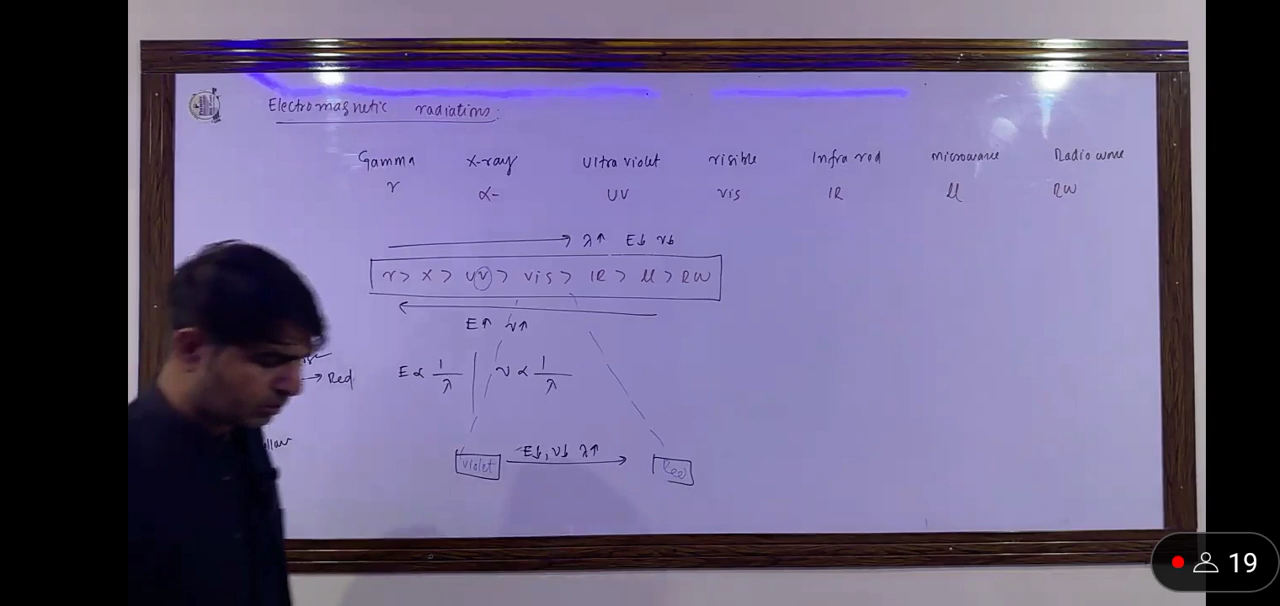 Electromagnetic radiations:
Gamma X-ray Ultra violet visible Infra red microwave Radio wave
γ α- UV vis IR μ RW
λ↑ E↓ ν↓
γ > X > UV > vis > IR > μ > RW
E↑ ν↑
→ Red
E ∝ 1/λ | ν ∝ 1/λ
E↓, ν↓ λ↑
violet Red
19